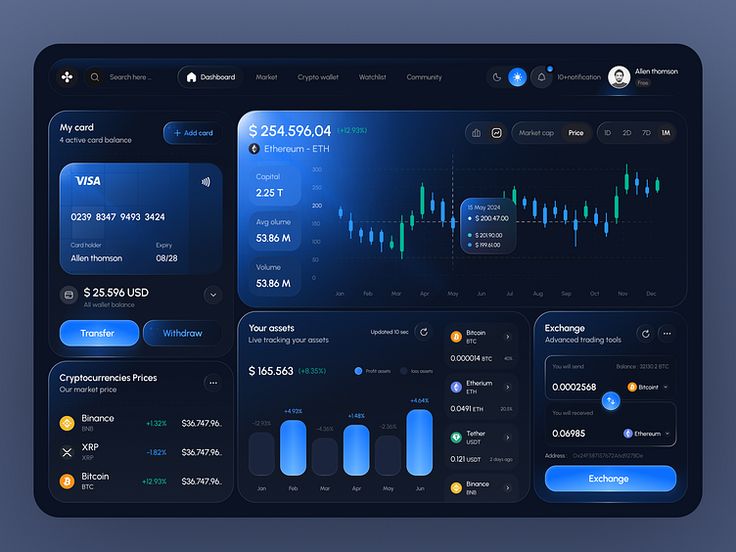 Search here ...
Dashboard
Market
Crypto wallet
Watchlist
Community
10+notification
Allen thomson
Free
My card
4 active card balance
+ Add card
VISA
0239 8347 9493 3424
Card holder
Expiry
Allen thomson
08/28
$ 25.596 USD
All wallet balance
Transfer
Withdraw
Cryptocurrencies Prices
Our market price
Binance
BNB
+1.32%
$36.747.96..
XRP
XRP
-1.82%
$36.747.96..
Bitcoin
BTC
+12.93%
$36.747.96..
$ 254.596,04 (+12.93%)
Ethereum - ETH
Market cap
Price
1D
2D
7D
1M
Capital
2.25 T
Avg olume
53.86 M
Volume
53.86 M
300
250
200
150
100
50
0
15 May 2024
$ 200.47.00
$ 201.90.00
$ 199.61.00
Jan
Feb
Mar
Apr
May
Jun
Jul
Aug
Sep
Oct
Nov
Dec
Your assets
Live tracking your assets
Updated 10 sec
$ 165.563 (+8.35%)
Profit assets
loss assets
-12.93%
+4.92%
-4.36%
+1.48%
-2.36%
+4.64%
Jan
Feb
Mar
Apr
May
Jun
Bitcoin
BTC
0.000014 BTC
40%
Etherium
ETH
0.0491 ETH
20.5%
Tether
USDT
0.121 USDT
2 days ago
Binance
BNB
Exchange
Advanced trading tools
You will send
Balance : 32130.2 BTC
0.0002568
Bitcoint
You will received
0.06985
Ethereum
Address :
Exchange